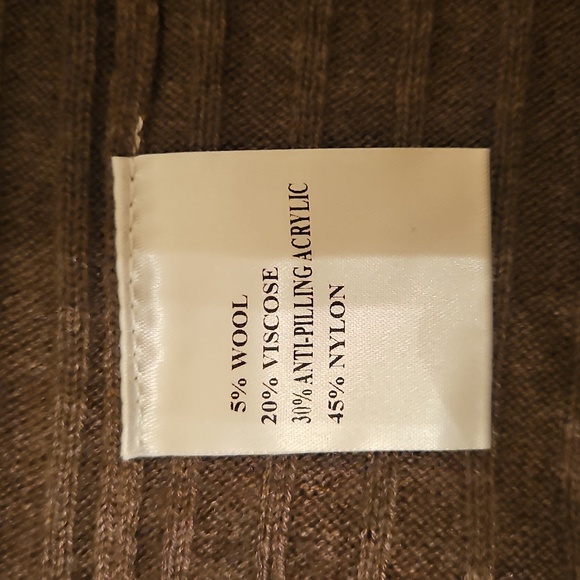 5% WOOL
20% VISCOSE
30% ANTI-PILLING ACRYLIC
45% NYLON